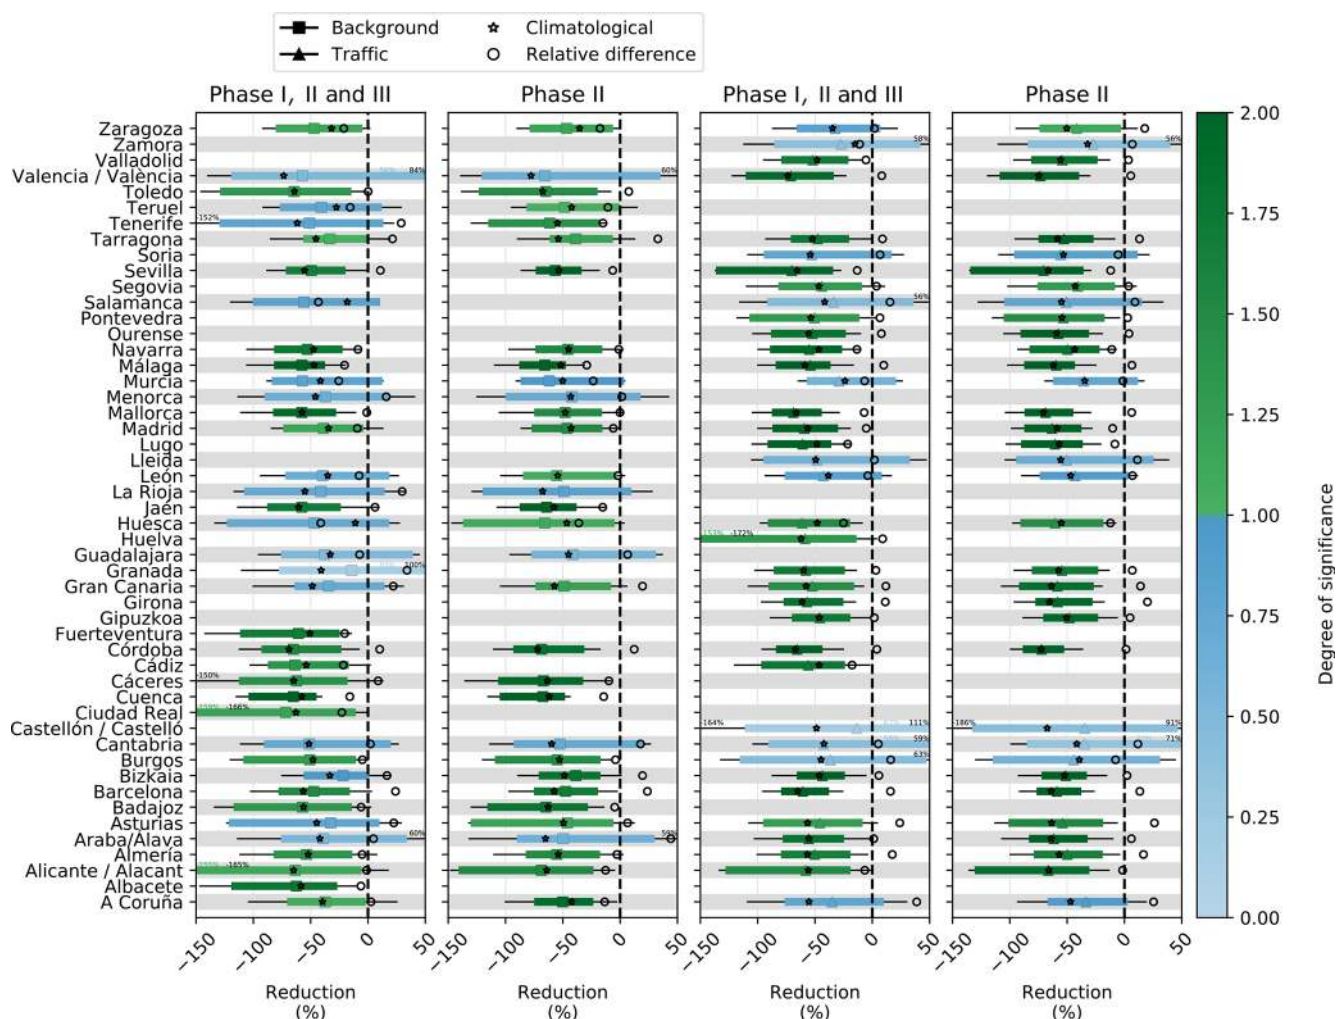 Background
Climatological
Traffic
Relative difference
Phase I, II and III
Phase II
Phase I, II and III
Phase II
Zaragoza
Zamora
58%
56%
Valladolid
Valencia / València
84%
60%
Toledo
Teruel
Tenerife
-152%
Tarragona
Soria
Sevilla
Segovia
Salamanca
56%
Pontevedra
Ourense
Navarra
Málaga
Murcia
Menorca
Mallorca
Madrid
Lugo
Lleida
León
La Rioja
Jaén
Huesca
Huelva
-153%
-172%
Guadalajara
Granada
100%
Gran Canaria
Girona
Gipuzkoa
Fuerteventura
Córdoba
Cádiz
Cáceres
-150%
Cuenca
Ciudad Real
-159%
-166%
Castellón / Castelló
-164%
111%
-186%
91%
Cantabria
59%
71%
Burgos
63%
Bizkaia
Barcelona
Badajoz
Asturias
Araba/Álava
60%
59%
Almería
Alicante / Alacant
-165%
Albacete
A Coruña
−150
−100
−50
0
50
−150
−100
−50
0
50
−150
−100
−50
0
50
−150
−100
−50
0
50
Reduction
(%)
Reduction
(%)
Reduction
(%)
Reduction
(%)
2.00
1.75
1.50
1.25
1.00
0.75
0.50
0.25
0.00
Degree of significance